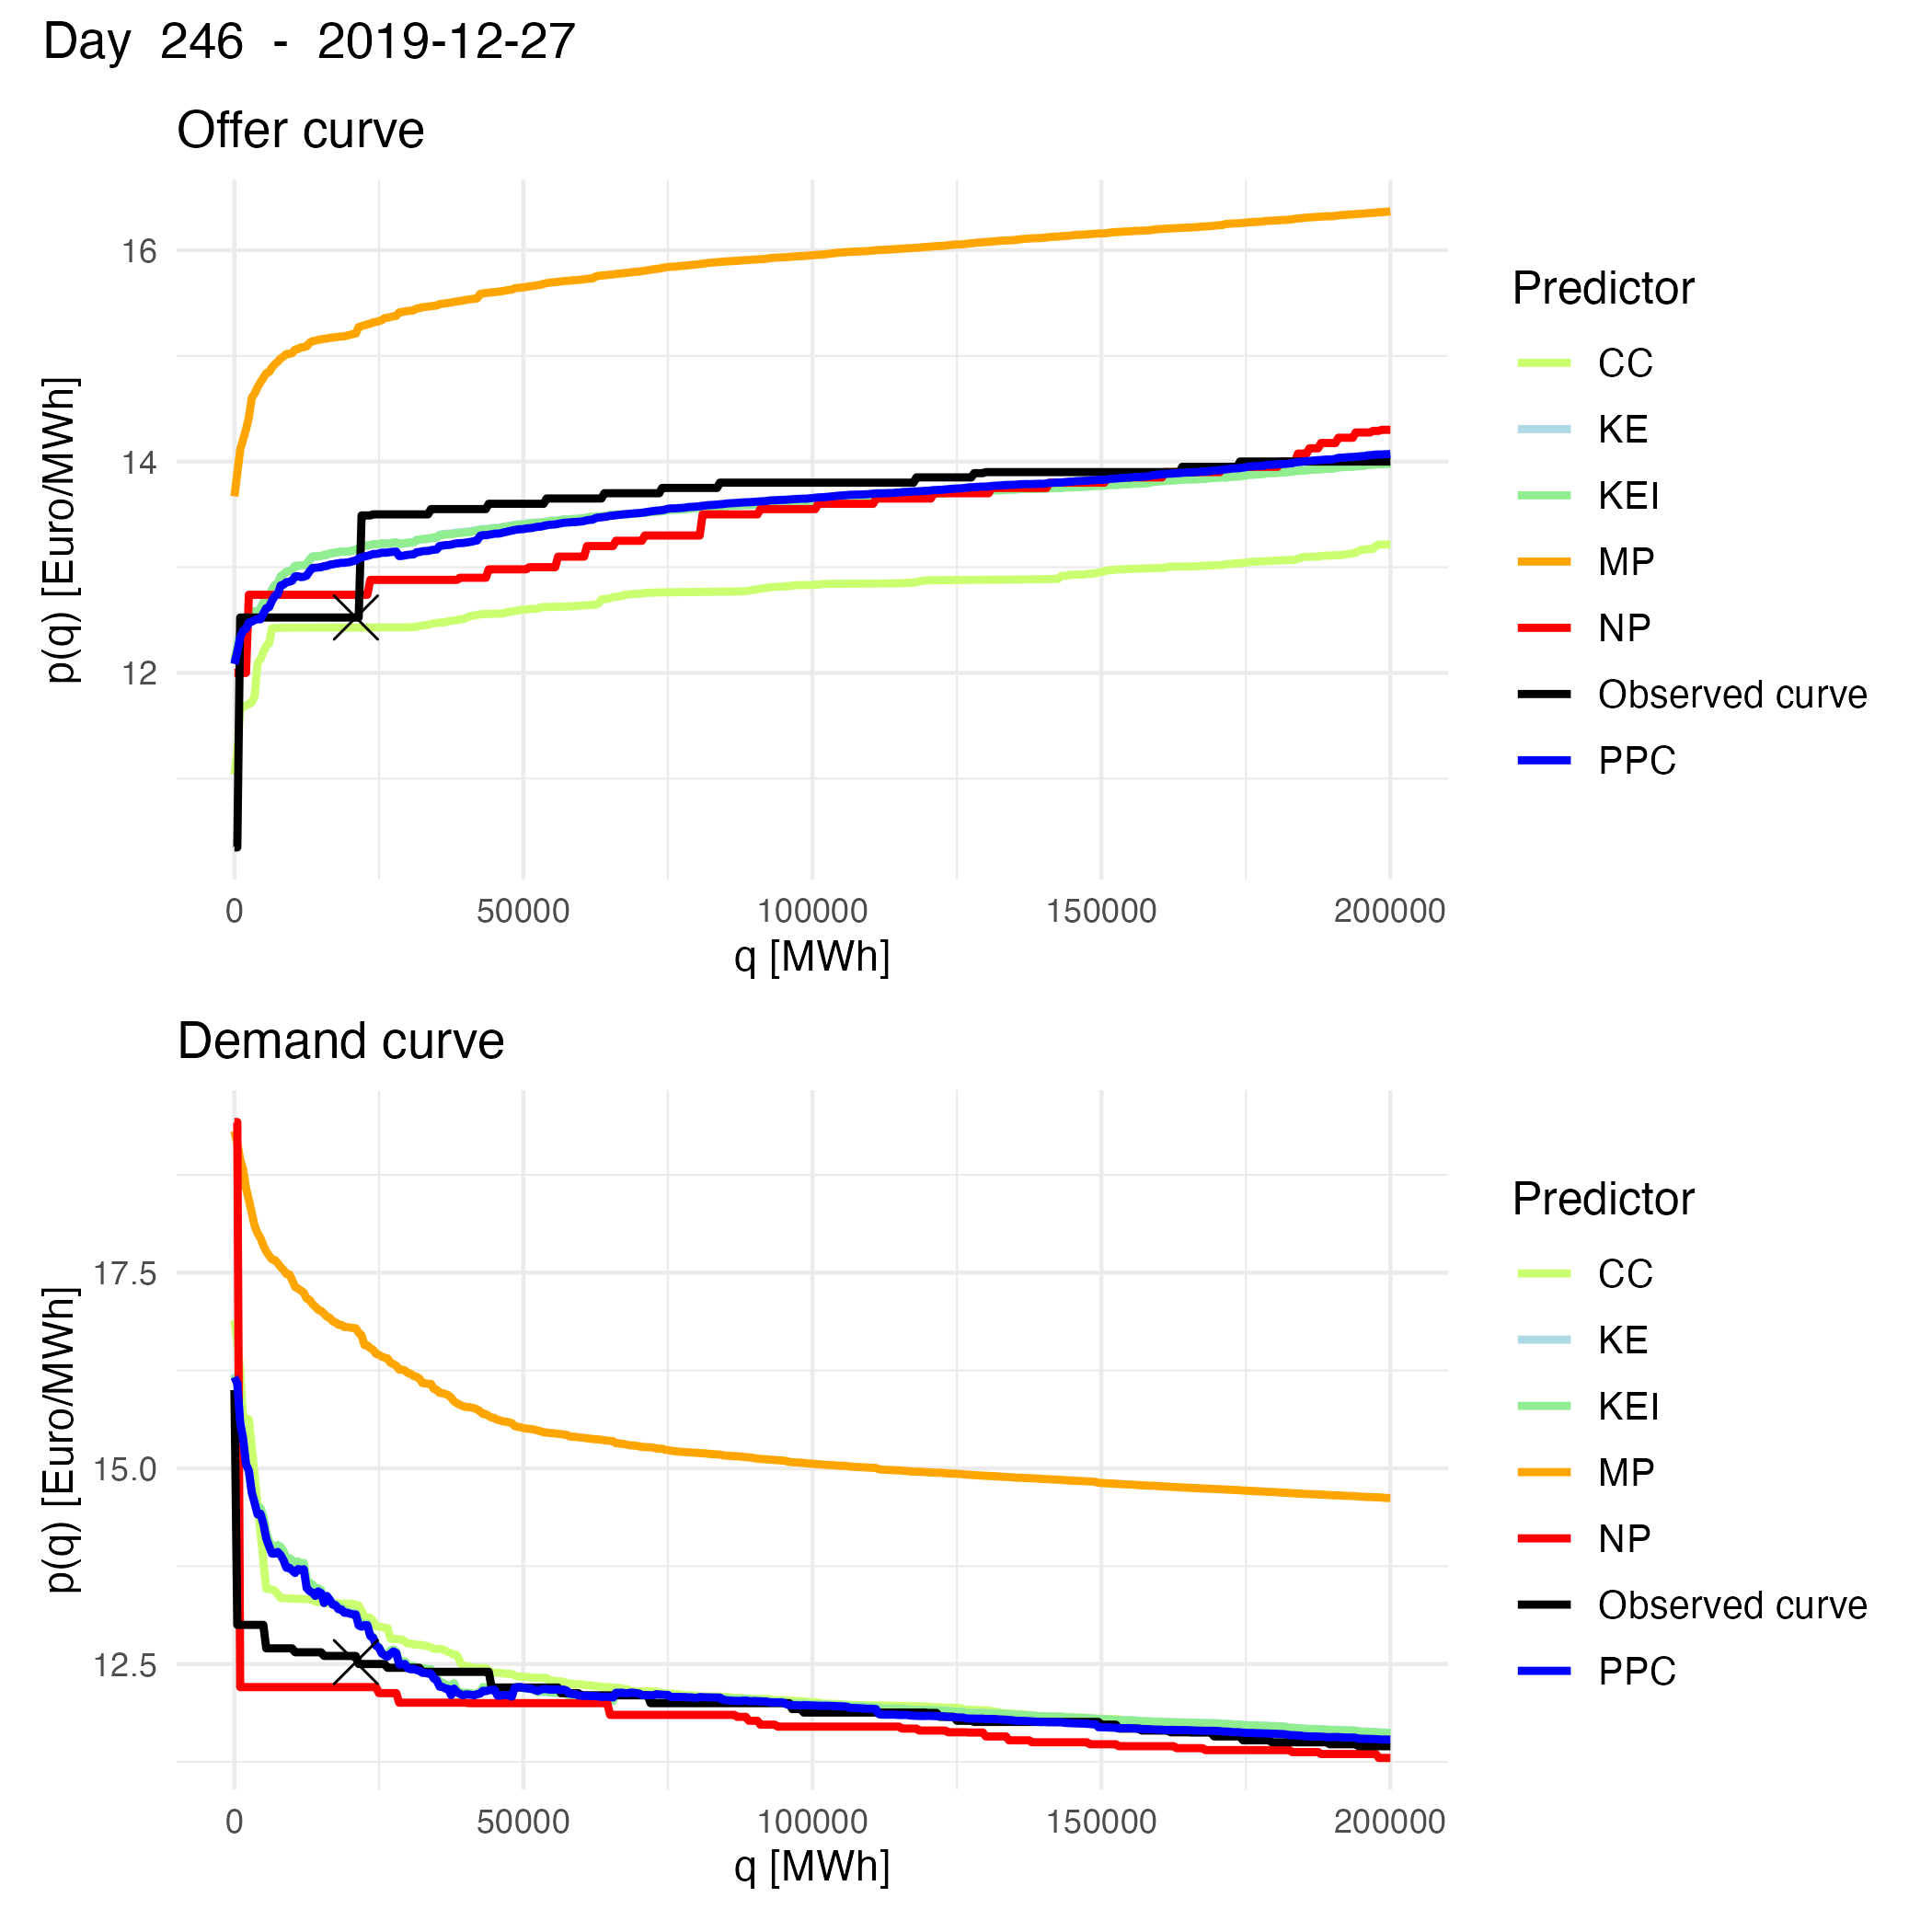 Day 246 - 2019-12-27
Offer curve
16
14
12
p(q) [Euro/MWh]
0 50000 100000 150000 200000
q [MWh]
Predictor
CC
KE
KEI
MP
NP
Observed curve
PPC
Demand curve
17.5
15.0
12.5
p(q) [Euro/MWh]
0 50000 100000 150000 200000
q [MWh]
Predictor
CC
KE
KEI
MP
NP
Observed curve
PPC